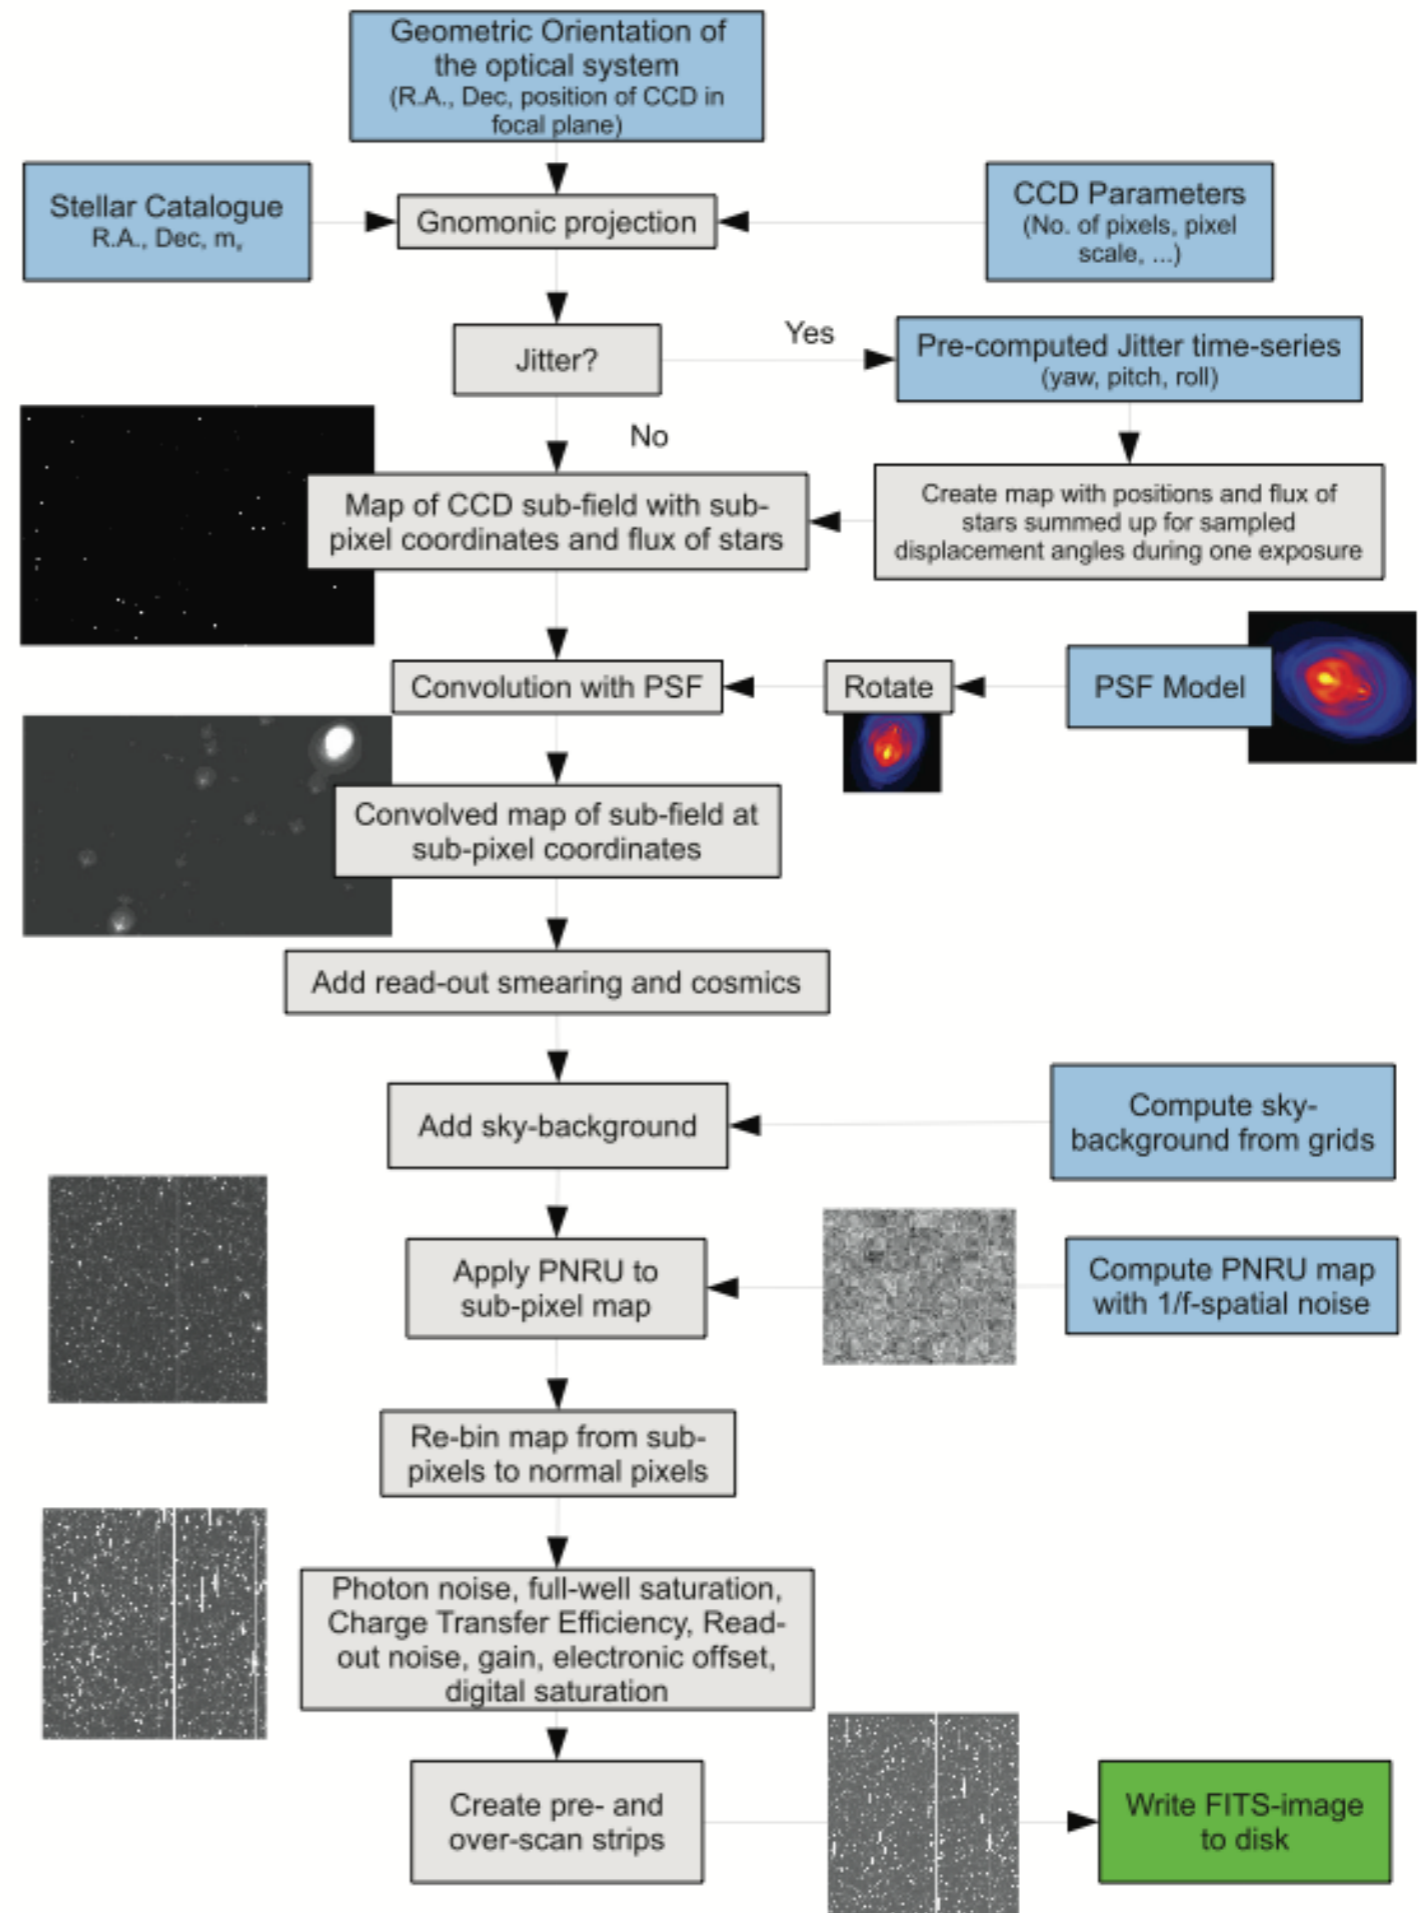 Geometric Orientation of
the optical system
(R.A., Dec, position of CCD in
focal plane)
Stellar Catalogue
R.A., Dec, mᵥ
Gnomonic projection
CCD Parameters
(No. of pixels, pixel
scale, ...)
Jitter?
Yes
Pre-computed Jitter time-series
(yaw, pitch, roll)
No
Map of CCD sub-field with sub-
pixel coordinates and flux of stars
Create map with positions and flux of
stars summed up for sampled
displacement angles during one exposure
Convolution with PSF
Rotate
PSF Model
Convolved map of sub-field at
sub-pixel coordinates
Add read-out smearing and cosmics
Add sky-background
Compute sky-
background from grids
Apply PNRU to
sub-pixel map
Compute PNRU map
with 1/f-spatial noise
Re-bin map from sub-
pixels to normal pixels
Photon noise, full-well saturation,
Charge Transfer Efficiency, Read-
out noise, gain, electronic offset,
digital saturation
Create pre- and
over-scan strips
Write FITS-image
to disk